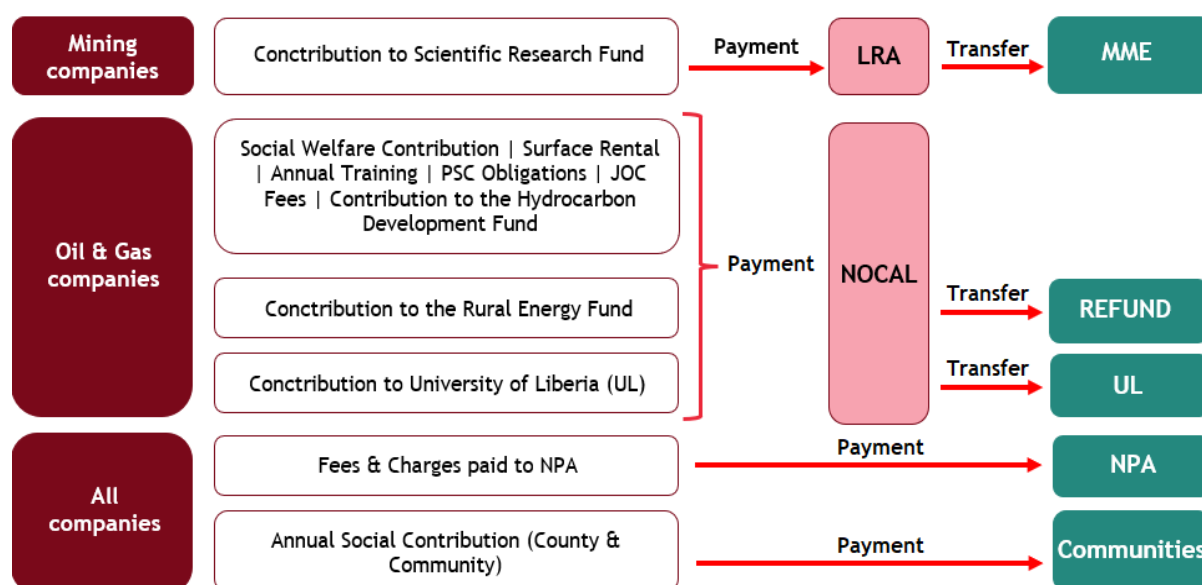 Mining
companies
Conctribution to Scientific Research Fund
Payment
LRA
Transfer
MME
Oil & Gas
companies
Social Welfare Contribution | Surface Rental
| Annual Training | PSC Obligations | JOC
Fees | Contribution to the Hydrocarbon
Development Fund
Conctribution to the Rural Energy Fund
Conctribution to University of Liberia (UL)
Payment
NOCAL
Transfer
REFUND
Transfer
UL
All
companies
Fees & Charges paid to NPA
Payment
NPA
Annual Social Contribution (County &
Community)
Payment
Communities